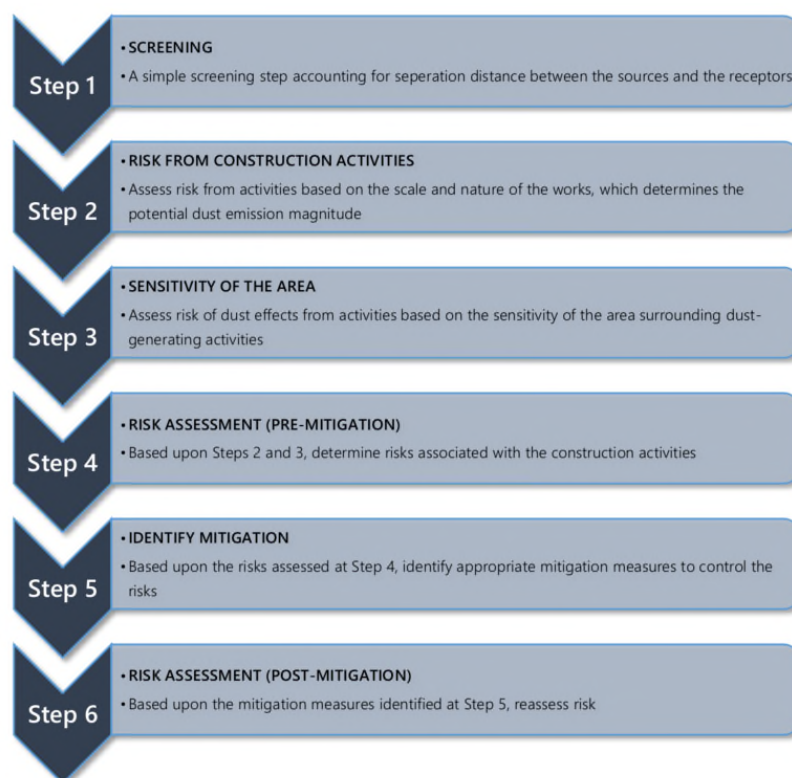 Step 1
• SCREENING
• A simple screening step accounting for seperation distance between the sources and the receptors
Step 2
• RISK FROM CONSTRUCTION ACTIVITIES
• Assess risk from activities based on the scale and nature of the works, which determines the
potential dust emission magnitude
Step 3
• SENSITIVITY OF THE AREA
• Assess risk of dust effects from activities based on the sensitivity of the area surrounding dust-
generating activities
Step 4
• RISK ASSESSMENT (PRE-MITIGATION)
• Based upon Steps 2 and 3, determine risks associated with the construction activities
Step 5
• IDENTIFY MITIGATION
• Based upon the risks assessed at Step 4, identify appropriate mitigation measures to control the
risks
Step 6
• RISK ASSESSMENT (POST-MITIGATION)
• Based upon the mitigation measures identified at Step 5, reassess risk